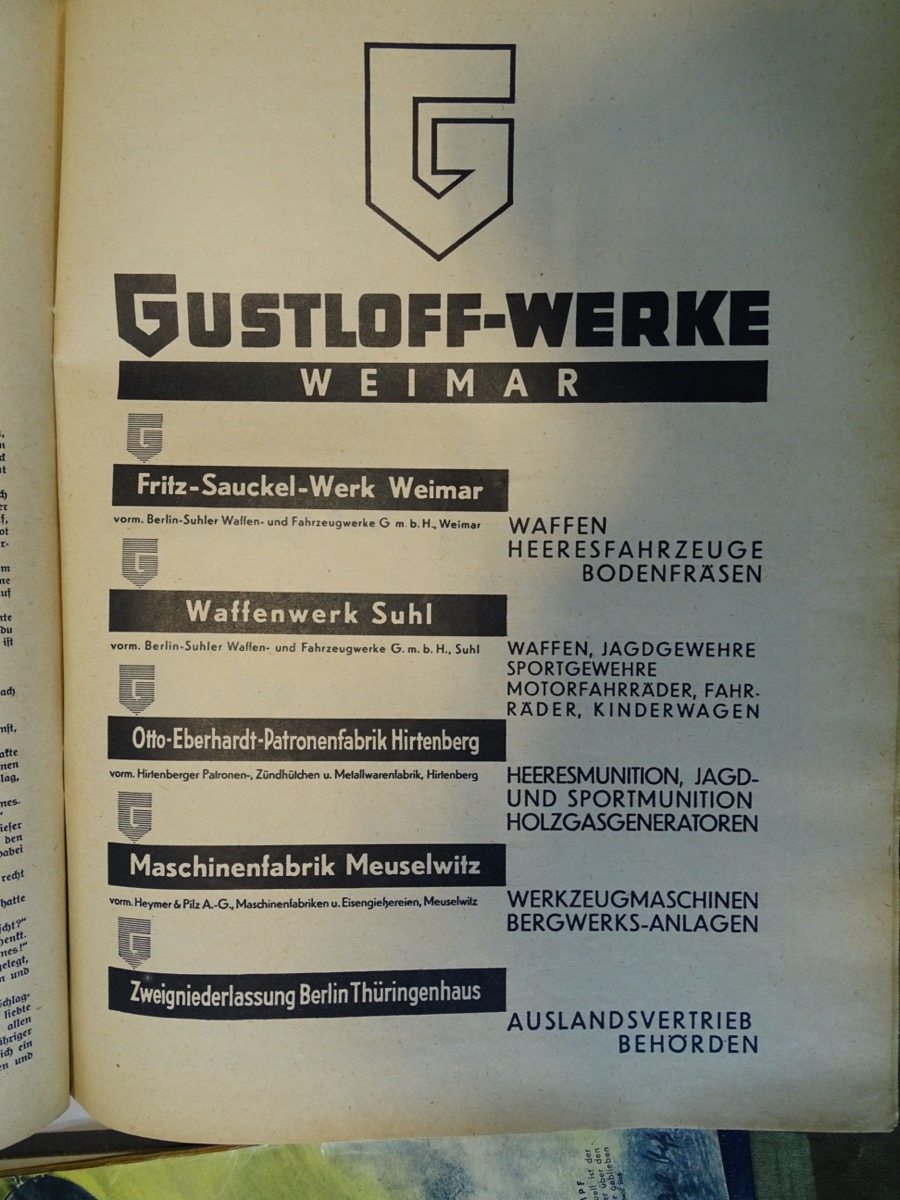 GUSTLOFF-WERKE
WEIMAR
G
Fritz-Sauckel-Werk Weimar
vorm. Berlin-Suhler Waffen- und Fahrzeugwerke G m. b. H., Weimar
WAFFEN
HEERESFAHRZEUGE
BODENFRÄSEN
G
Waffenwerk Suhl
vorm. Berlin-Suhler Waffen- und Fahrzeugwerke G. m. b. H., Suhl
WAFFEN, JAGDGEWEHRE
SPORTGEWEHRE
MOTORFAHRRÄDER, FAHR-
RÄDER, KINDERWAGEN
G
Otto-Eberhardt-Patronenfabrik Hirtenberg
vorm. Hirtenberger Patronen-, Zündhütchen u. Metallwarenfabrik, Hirtenberg
HEERESMUNITION, JAGD-
UND SPORTMUNITION
HOLZGASGENERATOREN
G
Maschinenfabrik Meuselwitz
vorm. Heymer & Pilz A.-G., Maschinenfabriken u. Eisengießereien, Meuselwitz
WERKZEUGMASCHINEN
BERGWERKS-ANLAGEN
G
Zweigniederlassung Berlin Thüringenhaus
AUSLANDSVERTRIEB
BEHÖRDEN